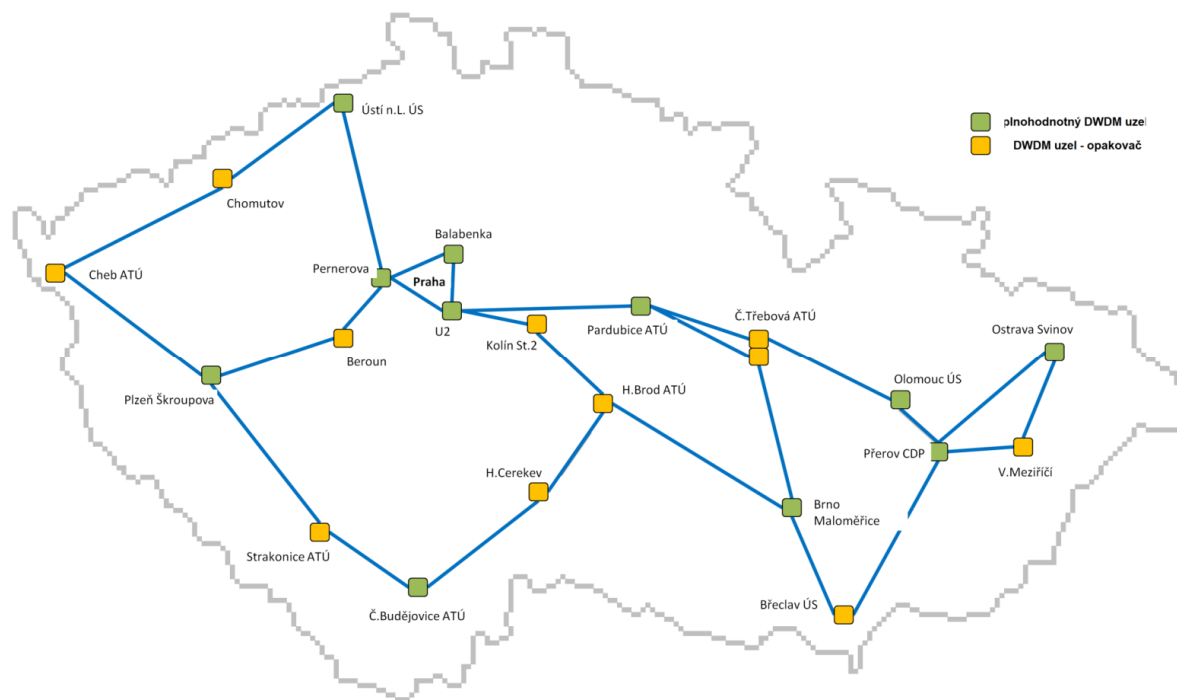 Ústí n.L. ÚS
plnohodnotný DWDM uzel
DWDM uzel - opakovač
Chomutov
Balabenka
Cheb ATÚ
Pernerova
Praha
U2
Kolín St.2
Pardubice ATÚ
Č.Třebová ATÚ
Ostrava Svinov
Beroun
Plzeň Škroupova
H.Brod ATÚ
Olomouc ÚS
Přerov CDP
V.Meziříčí
H.Cerekev
Brno
Maloměřice
Strakonice ATÚ
Č.Budějovice ATÚ
Břeclav ÚS